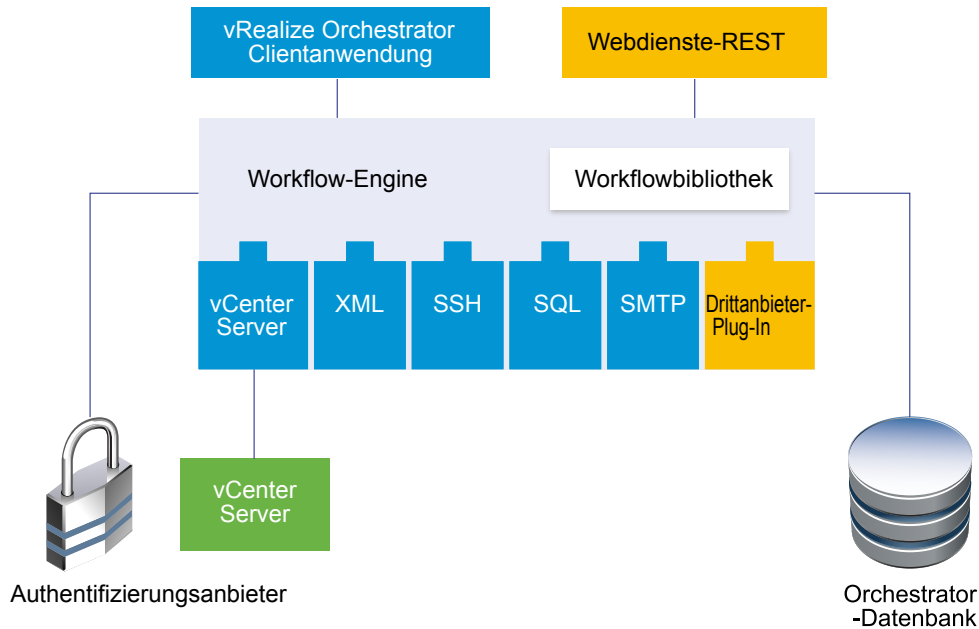 vRealize Orchestrator
Clientanwendung
Webdienste-REST
Workflow-Engine
Workflowbibliothek
vCenter
Server
XML
SSH
SQL
SMTP
Drittanbieter-
Plug-In
vCenter
Server
Authentifizierungsanbieter
Orchestrator
-Datenbank